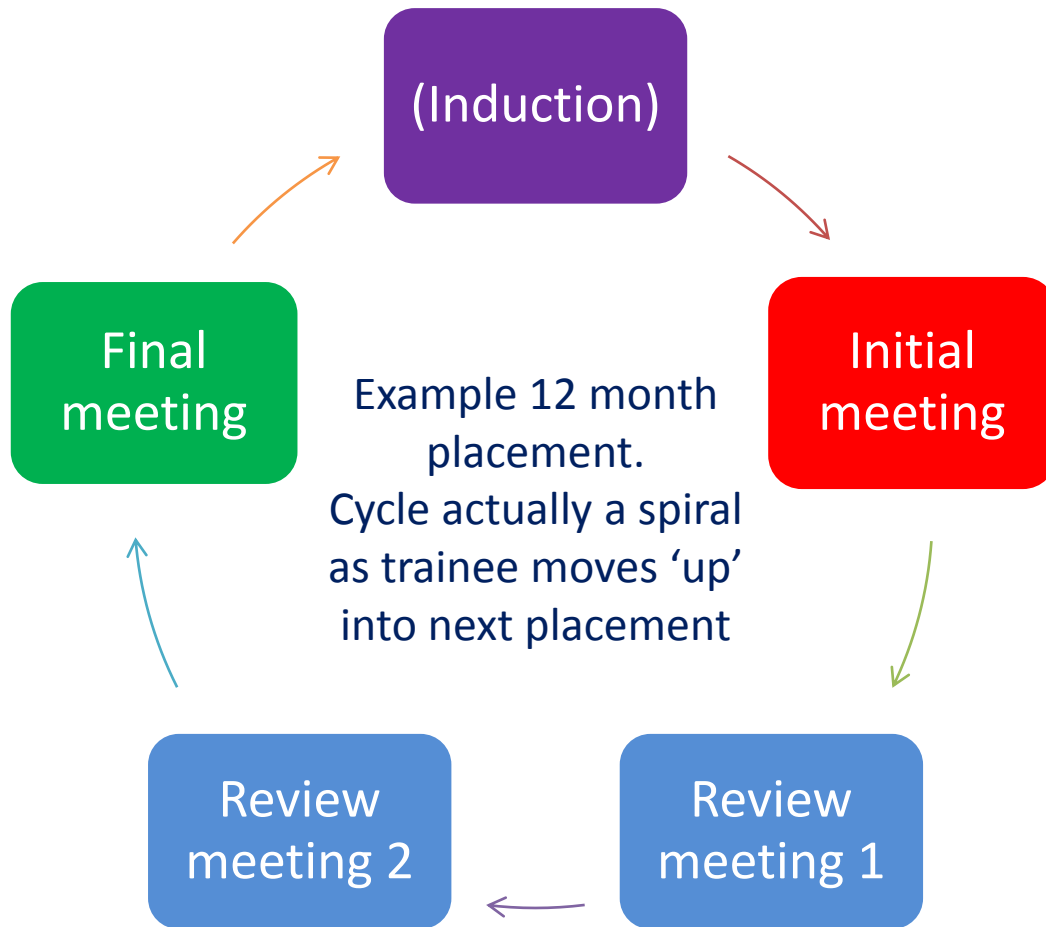 (Induction)
Initial
meeting
Review
meeting 1
Review
meeting 2
Final
meeting
Example 12 month
placement.
Cycle actually a spiral
as trainee moves ‘up’
into next placement